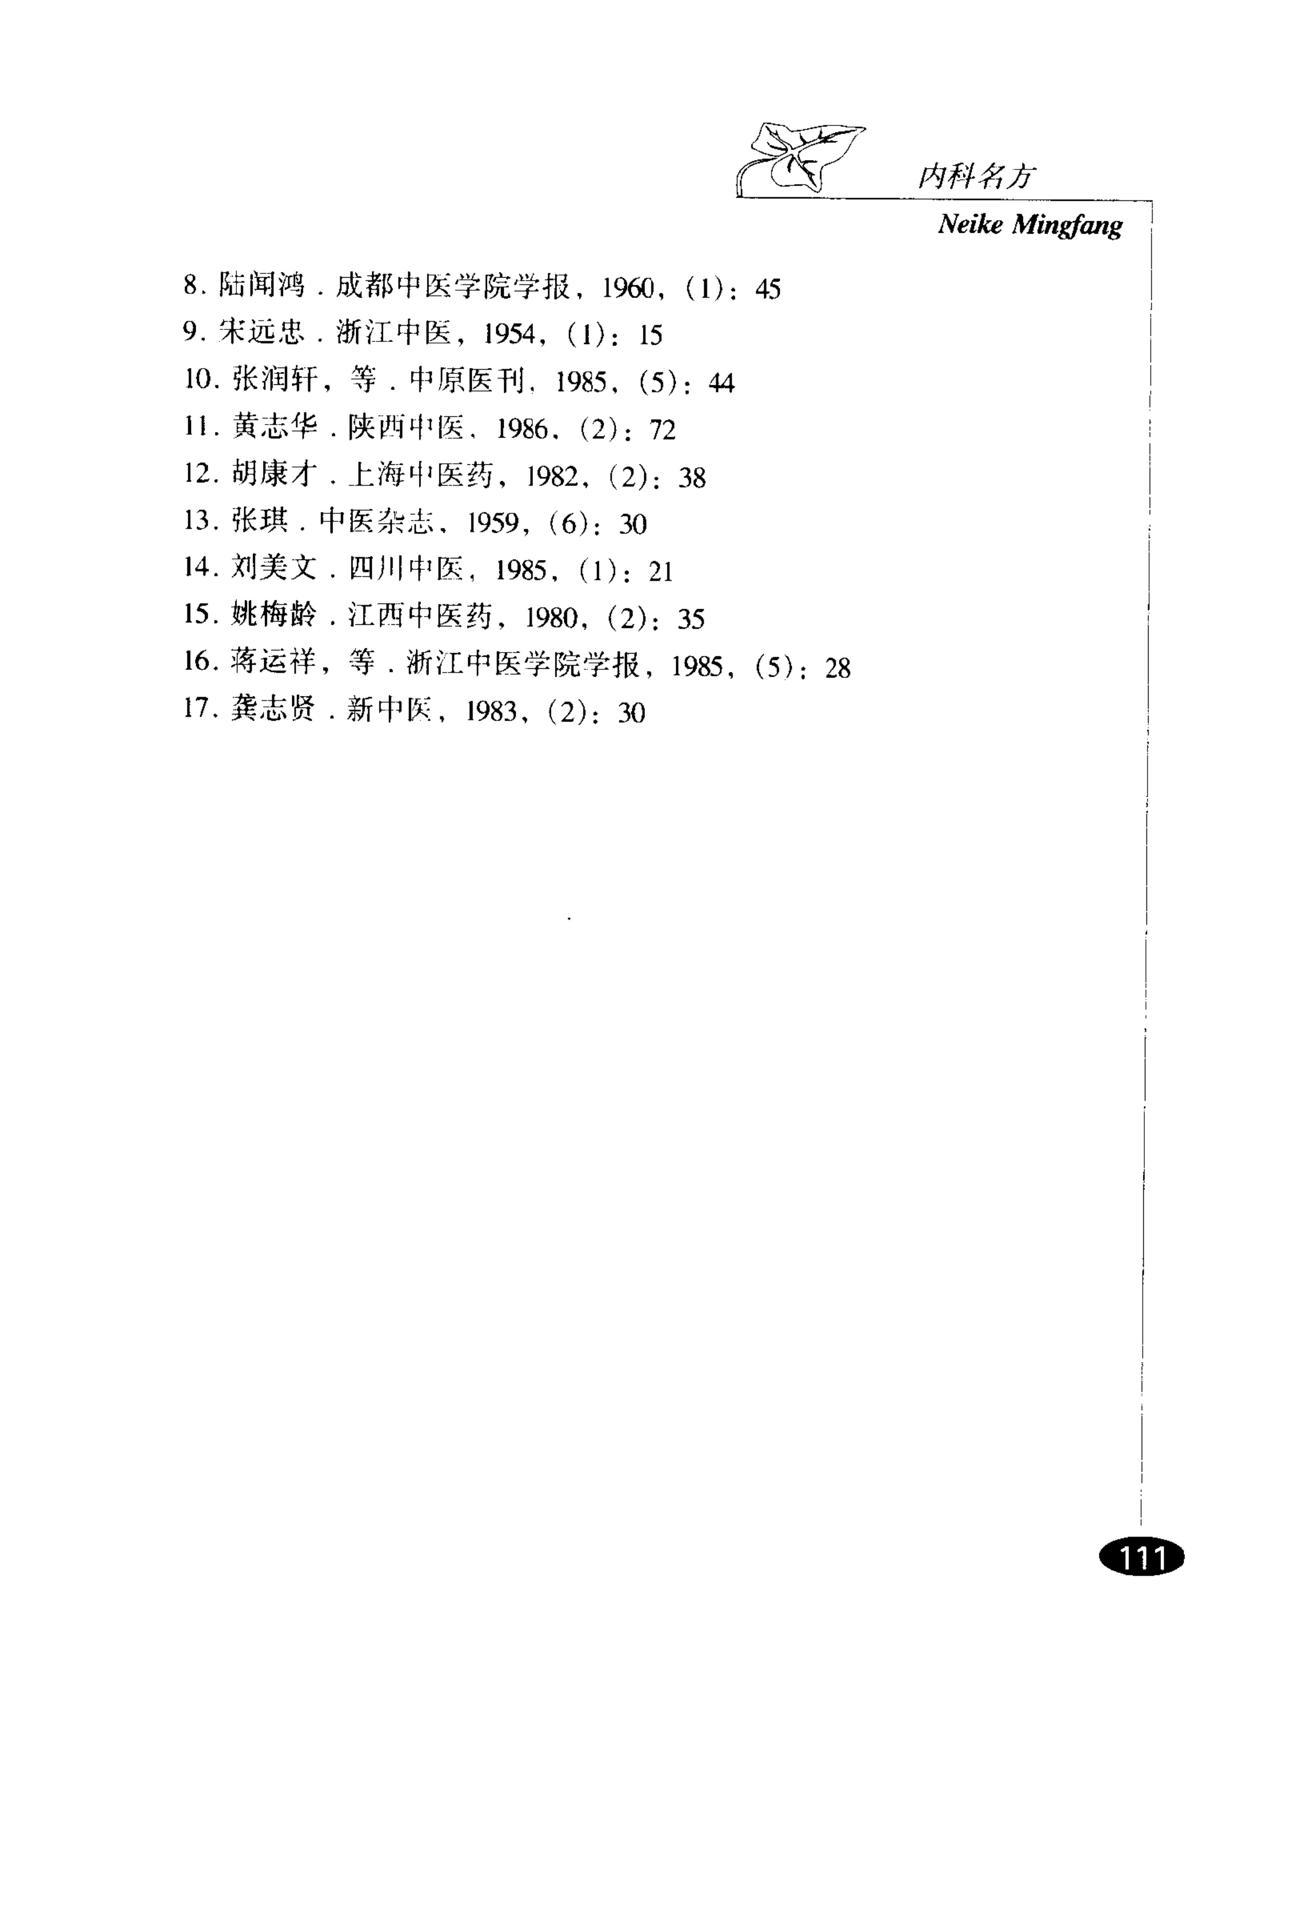 内科名方
Neike Mingfang
8. 陆闻鸿．成都中医学院学报，1960，(1)：45
9. 宋远忠．浙江中医，1954，(1)：15
10. 张润轩，等．中原医刊，1985，(5)：44
11. 黄志华．陕西中医，1986，(2)：72
12. 胡康才．上海中医药，1982，(2)：38
13. 张琪．中医杂志，1959，(6)：30
14. 刘美文．四川中医，1985，(1)：21
15. 姚梅龄．江西中医药，1980，(2)：35
16. 蒋运祥，等．浙江中医学院学报，1985，(5)：28
17. 龚志贤．新中医，1983，(2)：30
111